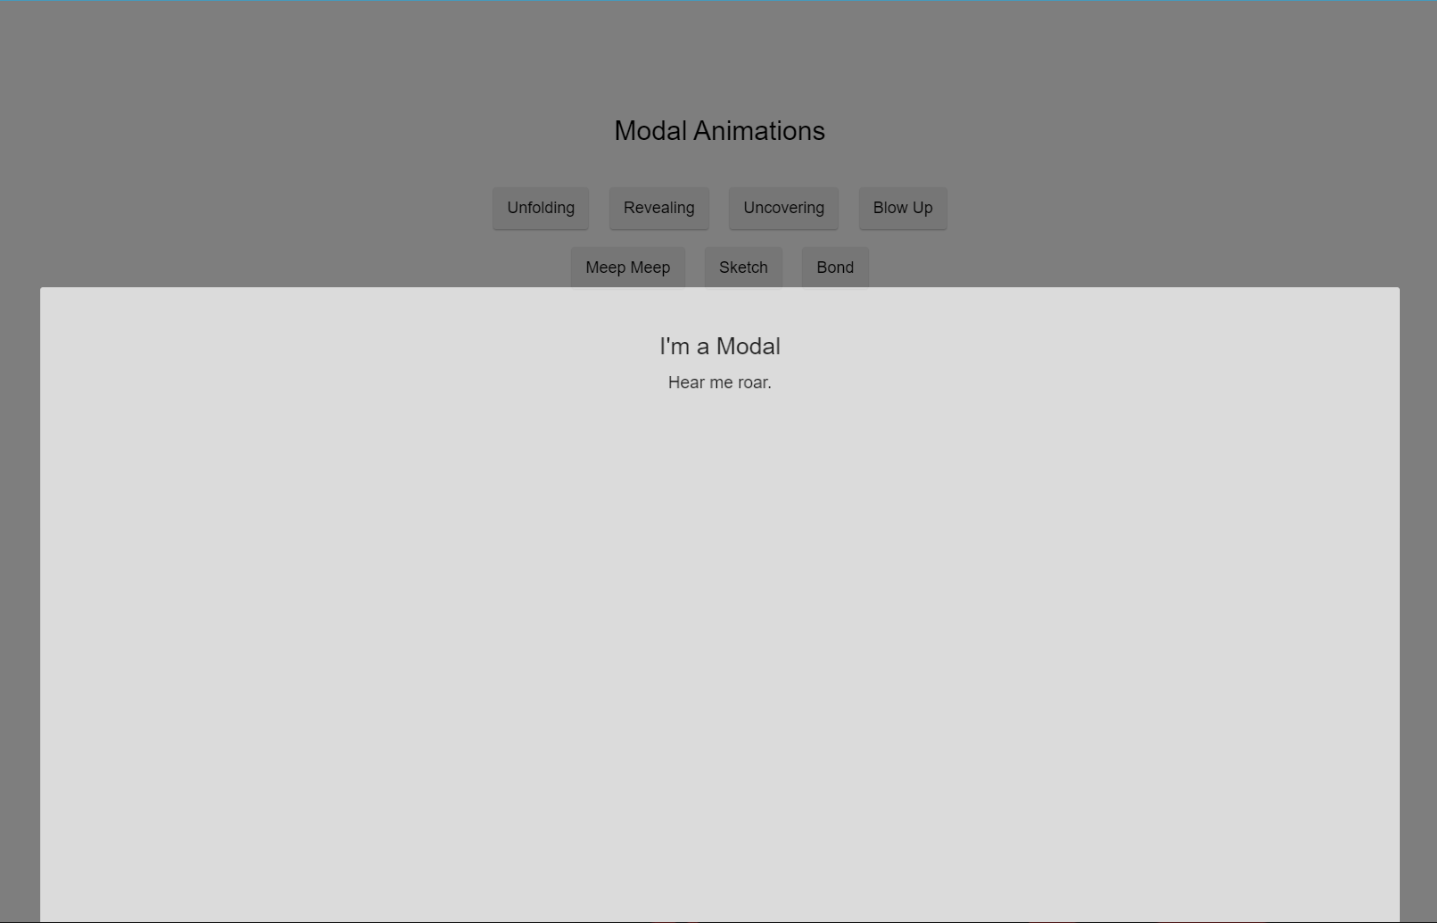 Modal Animations
Unfolding Revealing Uncovering Blow Up
Meep Meep Sketch Bond
I'm a Modal
Hear me roar.